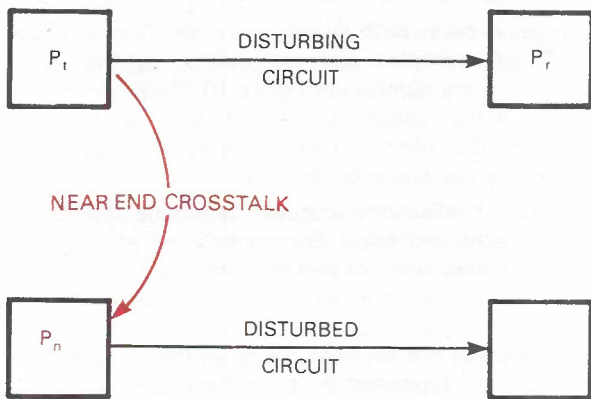 Pt
DISTURBING
CIRCUIT
Pr
NEAR END CROSSTALK
Pn
DISTURBED
CIRCUIT